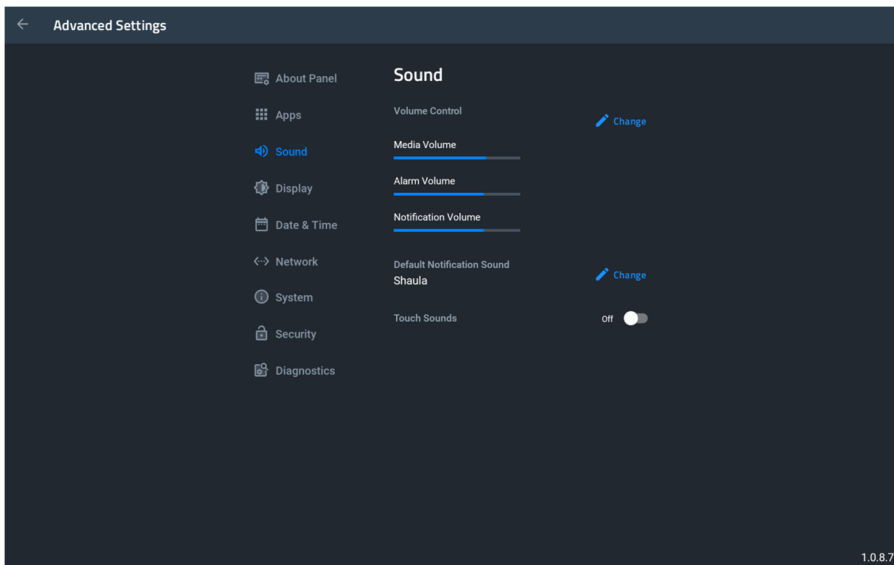 Advanced Settings
About Panel
Apps
Sound
Display
Date & Time
Network
System
Security
Diagnostics
Sound
Volume Control
Change
Media Volume
Alarm Volume
Notification Volume
Default Notification Sound
Shaula
Change
Touch Sounds
Off
1.0.8.7